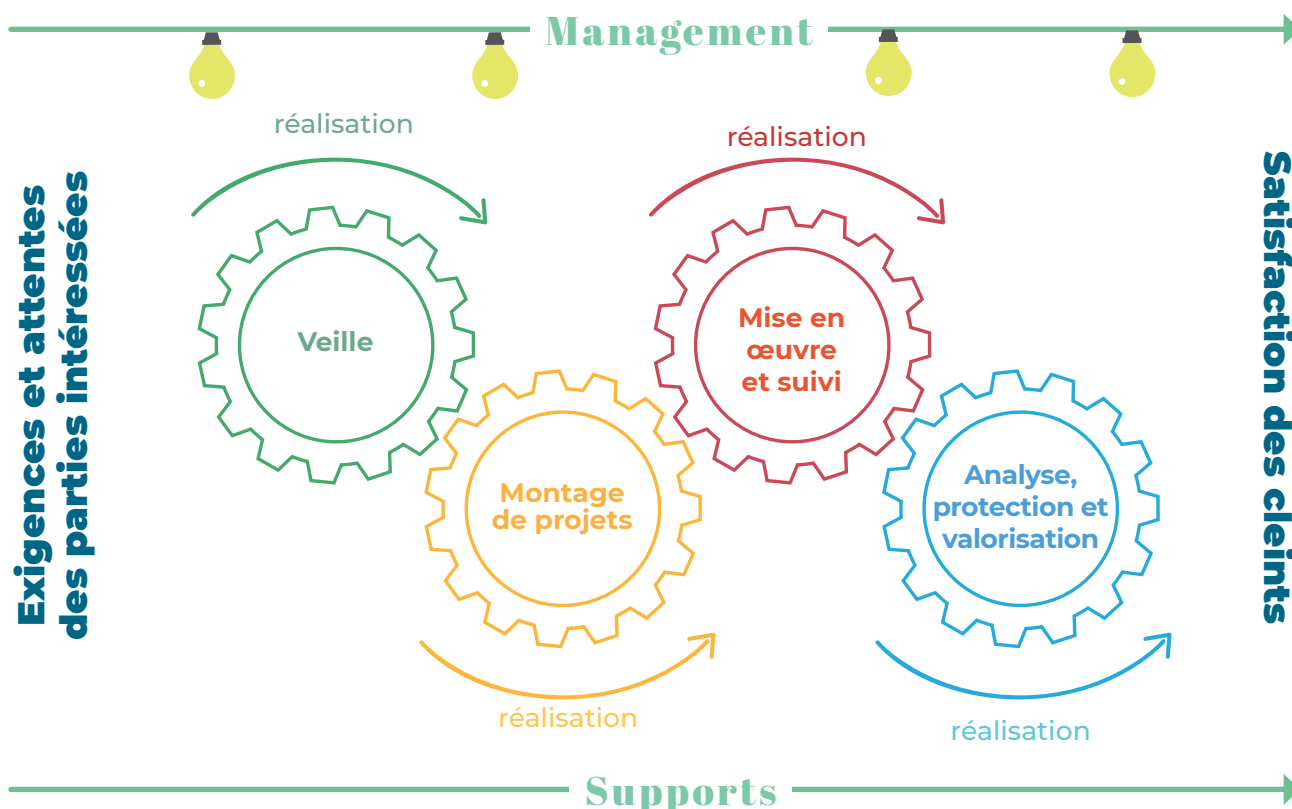 Management
réalisation
réalisation
Exigences et attentes
des parties intéressées
Veille
Mise en
œuvre
et suivi
Montage
de projets
Analyse,
protection et
valorisation
Satisfaction des cleints
réalisation
réalisation
Supports